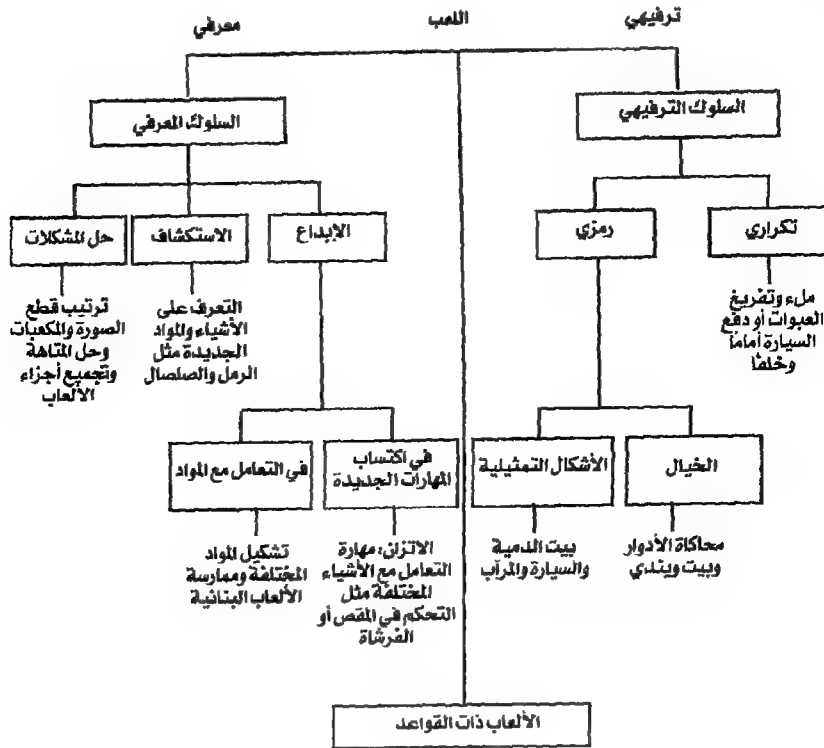 ترفيهي
اللعب
معرفي
السلوك الترفيهي
السلوك المعرفي
تكراري
رمزي
الإبداع
الاستكشاف
حل المشكلات
ملء وتفريغ
العبوات أو دفع
السيارة أماماً
وخلفاً
التعرف على
الأشياء والمواد
الجديدة مثل
الرمل والصلصال
ترتيب قطع
الصورة والمكعبات
وحل المتاهة
وتجميع أجزاء
الألعاب
الخيال
الأشكال التمثيلية
في اكتساب
المهارات الجديدة
في التعامل مع المواد
محاكاة الأدوار
وبيت ويندي
بيت الدمية
والسيارة والمرآب
الاتزان: مهارة
التعامل مع الأشياء
المختلفة مثل
التحكم في المقص أو
الفرشاة
تشكيل المواد
المختلفة وممارسة
الألعاب البنائية
الألعاب ذات القواعد